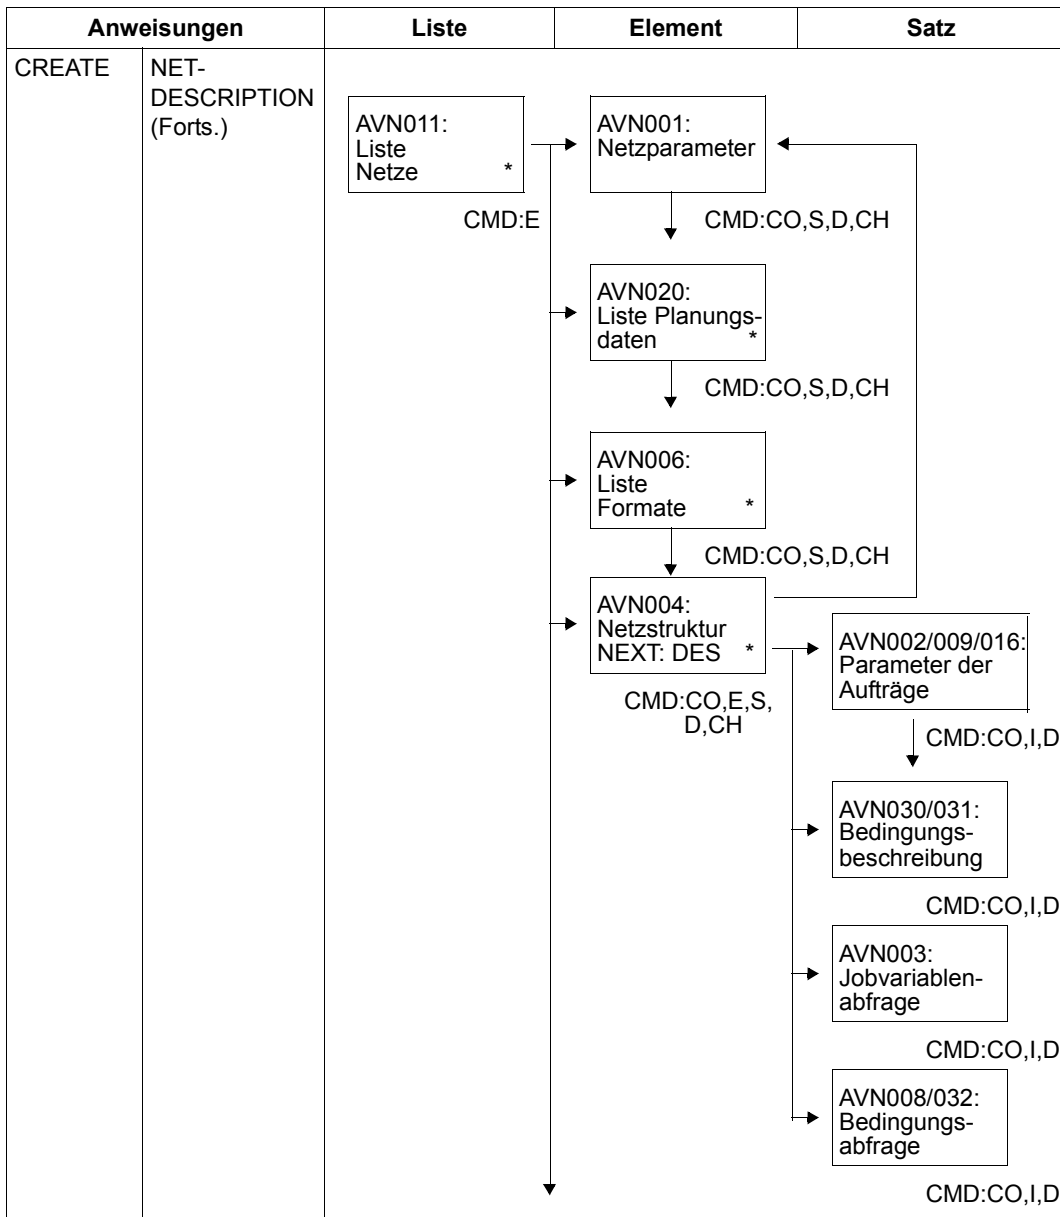 Anweisungen Liste Element Satz
CREATE NET-
DESCRIPTION
(Forts.)
AVN011:
Liste
Netze *
CMD:E
AVN001:
Netzparameter
CMD:CO,S,D,CH
AVN020:
Liste Planungs-
daten *
CMD:CO,S,D,CH
AVN006:
Liste
Formate *
CMD:CO,S,D,CH
AVN004:
Netzstruktur
NEXT: DES *
CMD:CO,E,S,
D,CH
AVN002/009/016:
Parameter der
Aufträge
CMD:CO,I,D
AVN030/031:
Bedingungs-
beschreibung
CMD:CO,I,D
AVN003:
Jobvariablen-
abfrage
CMD:CO,I,D
AVN008/032:
Bedingungs-
abfrage
CMD:CO,I,D